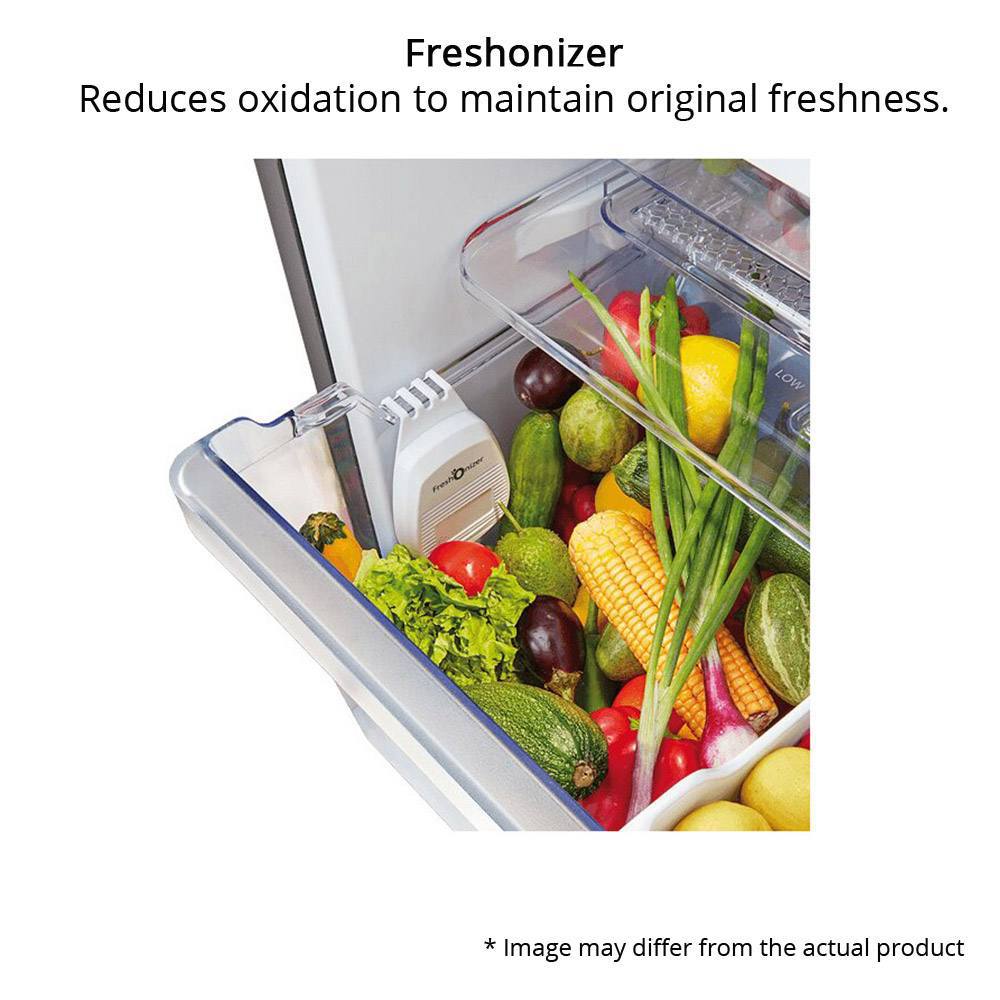 Freshonizer
Reduces oxidation to maintain original freshness.
LOW
FreshOnizer
* Image may differ from the actual product